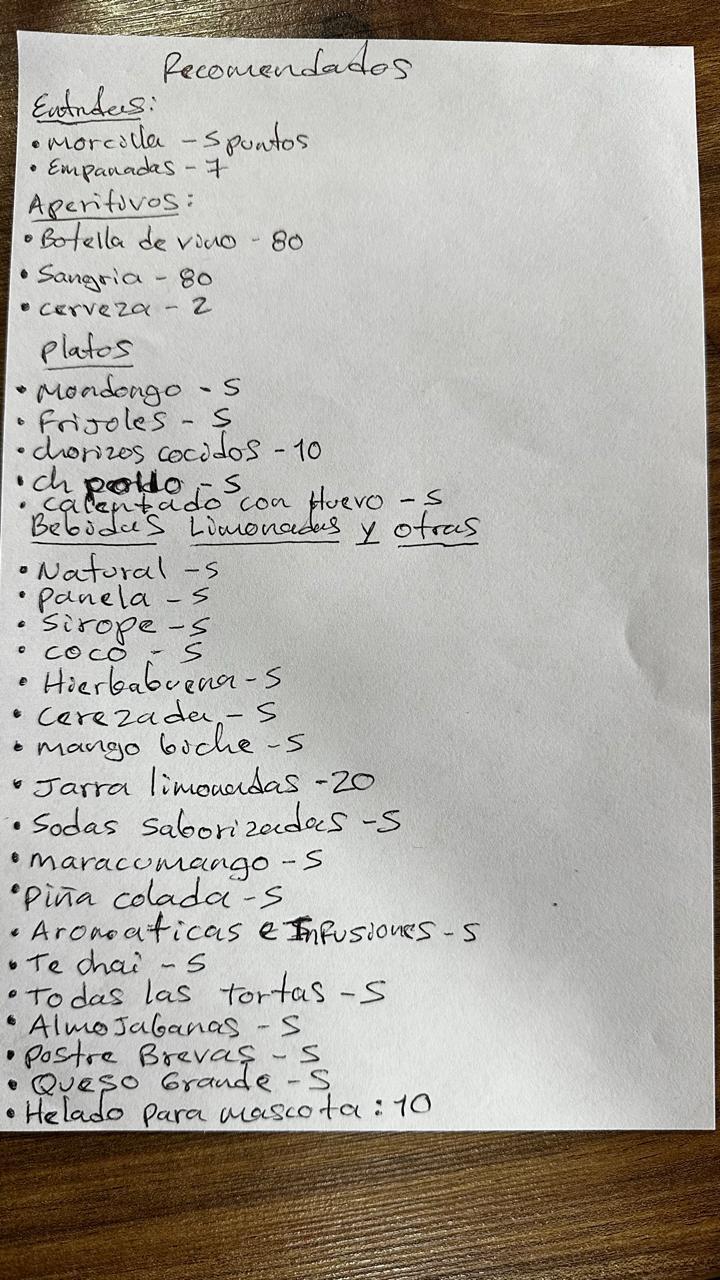 Recomendados
Entradas:
• Morcilla - 5 puntos
• Empanadas - 7
Aperitivos:
• Botella de vino - 80
• Sangria - 80
• cerveza - 2
Platos
• Mondongo - 5
• Frijoles - 5
• chorizos cocidos - 10
• ch pollo - 5
• calentado con Huevo - 5
Bebidas Limonadas y otras
• Natural - 5
• panela - 5
• Sirope - 5
• coco - 5
• Hierbabuena - 5
• Cerezada - 5
• mango biche - 5
• Jarra limonadas - 20
• Sodas saborizadas - 5
• maracumango - 5
• piña colada - 5
• Aromaticas e Infusiones - 5
• Te chai - 5
• Todas las tortas - 5
• Almojabanas - 5
• Postre Brevas - 5
• Queso Grande - 5
• Helado para mascota : 10